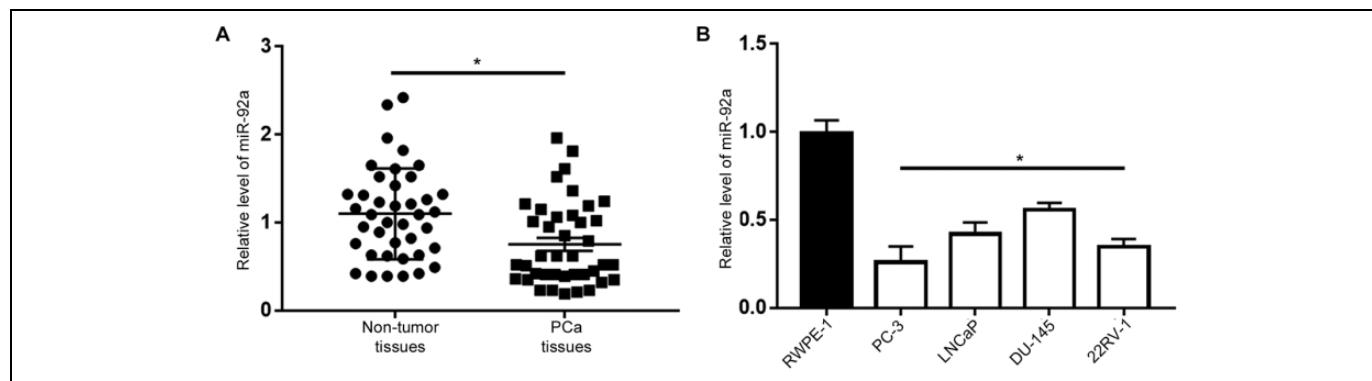 A
Relative level of miR-92a
3
2
1
0
*
Non-tumor
tissues
PCa
tissues
B
Relative level of miR-92a
1.5
1.0
0.5
0.0
*
RWPE-1
PC-3
LNCaP
DU-145
22RV-1